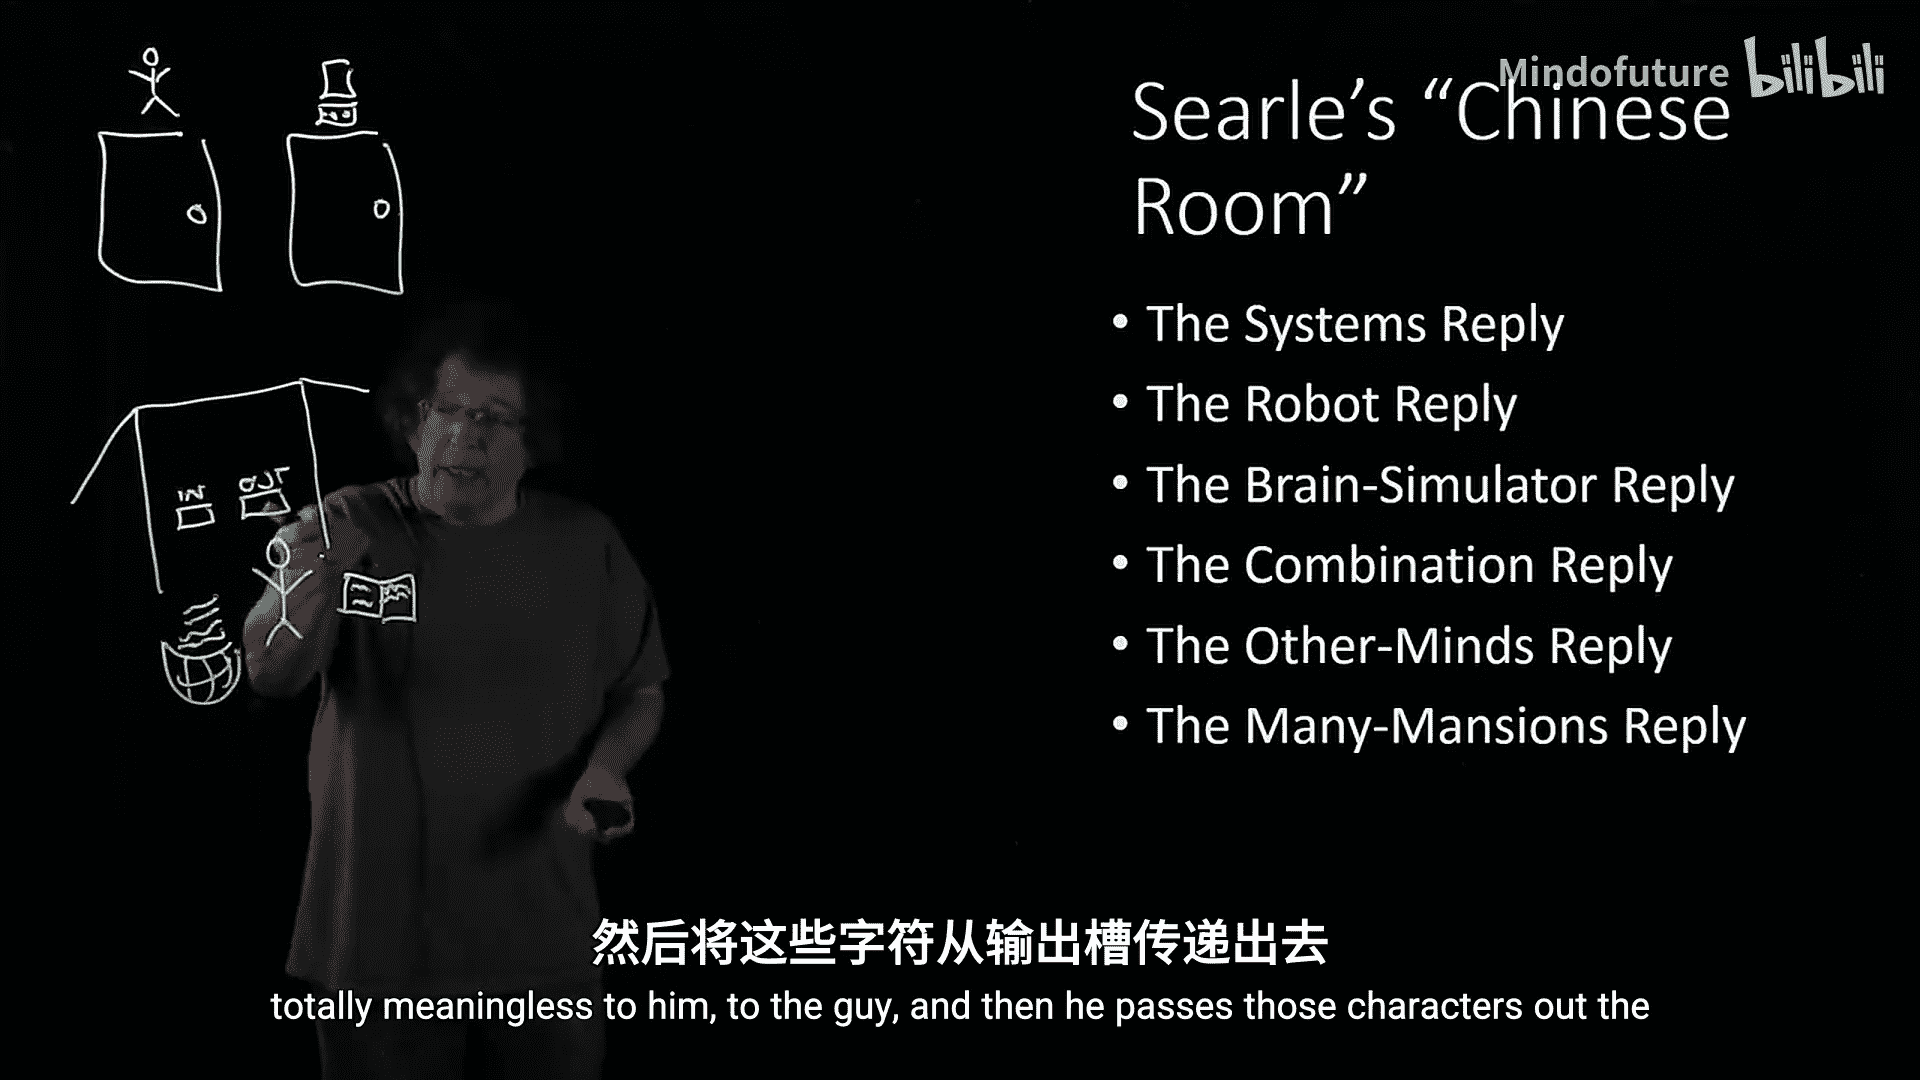 Mindofuture bilibili
Searle's “Chinese
Room”
• The Systems Reply
• The Robot Reply
• The Brain-Simulator Reply
• The Combination Reply
• The Other-Minds Reply
• The Many-Mansions Reply
IN OUT
然后将这些字符从输出槽传递出去
totally meaningless to him, to the guy, and then he passes those characters out the